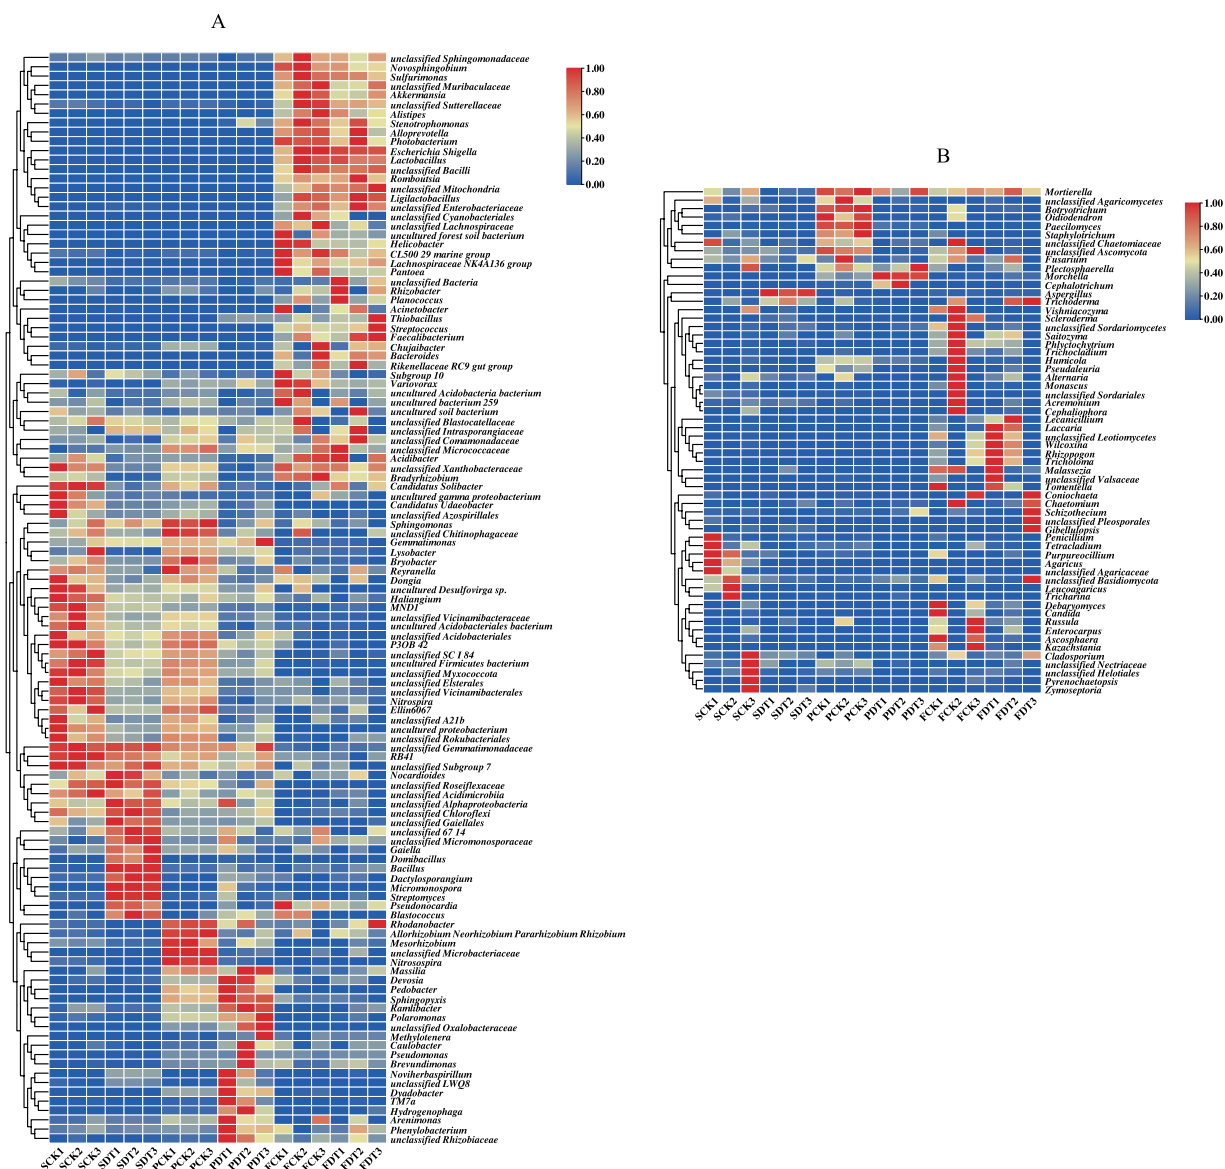 A
unclassified Sphingomonadaceae
Novosphingobium
Sulfurimonas
unclassified Muribaculaceae
Akkermansia
unclassified Sutterellaceae
Alistipes
Stenotrophomonas
Alloprevotella
Pholobacterium
Escherichia Shigella
Lactobacillus
unclassified Bacilli
Romboutsia
unclassified Mitochondria
Ligilactobacillus
unclassified Enterobacteriaceae
unclassified Cyanobacteriales
unclassified Lachnospiraceae
uncultured forest soil bacterium
Helicobacter
CL500 29 marine group
Lachnospiraceae NK4A136 group
Pantoea
unclassified Bacteria
Rhizobacter
Planococcus
Acinetobacter
Thiobacillus
Streptococcus
Faecalibacterium
Chujaibacter
Bacteroides
Rikenellaceae RC9 gut group
Subgroup 10
Variovorax
uncultured Acidobacteria bacterium
uncultured bacterium 259
uncultured soil bacterium
unclassified Blastocatellaceae
unclassified Intrasporangiaceae
unclassified Comamonadaceae
unclassified Micrococcaceae
Acidibacter
unclassified Xanthobacteraceae
Bradyrhizobium
Candidatus Solibacter
uncultured gamma proteobacterium
Candidatus Udaeobacter
unclassified Azospirillales
Sphingomonas
unclassified Chitinophagaceae
Gemmatimonas
Lysobacter
Bryobacter
Reyranella
Dongia
uncultured Desulfovirga sp.
Haliangium
MND1
unclassified Vicinamibacteraceae
uncultured Acidobacteriales bacterium
unclassified Acidobacteriales
P3OB 42
unclassified SC I 84
uncultured Firmicutes bacterium
unclassified Myxococcota
unclassified Elsterales
unclassified Vicinamibacterales
Nitrospira
Ellin6067
unclassified A21b
uncultured proteobacterium
unclassified Rokubacteriales
unclassified Gemmatimonadaceae
RB41
unclassified Subgroup 7
Nocardioides
unclassified Roseiflexaceae
unclassified Acidimicrobiia
unclassified Alphaproteobacteria
unclassified Chloroflexi
unclassified Gaiellales
unclassified 67 14
unclassified Micromonosporaceae
Gaiella
Domibacillus
Bacillus
Dactylosporangium
Micromonospora
Streptomyces
Pseudonocardia
Blastococcus
Rhodanobacter
Allorhizobium Neorhizobium Pararhizobium Rhizobium
Mesorhizobium
unclassified Microbacteriaceae
Nitrosospira
Massilia
Devosia
Pedobacter
Sphingopyxis
Ramlibacter
Polaromonas
unclassified Oxalobacteraceae
Methylotenera
Caulobacter
Pseudomonas
Brevundimonas
Noviherbaspirillum
unclassified LWQ8
Dyadobacter
TM7a
Hydrogenophaga
Arenimonas
Phenylobacterium
unclassified Rhizobiaceae
SCK1 SCK2 SCK3 SDT1 SDT2 SDT3 PCK1 PCK2 PCK3 PDT1 PDT2 PDT3 FCK1 FCK2 FCK3 FDT1 FDT2 FDT3
1.00
0.80
0.60
0.40
0.20
0.00
B
Mortierella
unclassified Agaricomycetes
Botryotrichum
Oidiodendron
Paecilomyces
Staphylotrichum
unclassified Chaetomiaceae
unclassified Ascomycota
Fusarium
Plectosphaerella
Morchella
Cephalotrichum
Aspergillus
Trichoderma
Vishniacozyma
Scleroderma
unclassified Sordariomycetes
Saitozyma
Phlyctochytrium
Trichocladium
Humicola
Pseudaleuria
Alternaria
Monascus
unclassified Sordariales
Acremonium
Cephaliophora
Lecanicillium
Laccaria
unclassified Leotiomycetes
Wilcoxina
Rhizopogon
Tricholoma
Malassezia
unclassified Valsaceae
Tomentella
Coniochaeta
Chaetomium
Schizothecium
unclassified Pleosporales
Gibellulopsis
Penicillium
Tetracladium
Purpureocillium
Agaricus
unclassified Agaricaceae
unclassified Basidiomycota
Leucoagaricus
Tricharina
Debaryomyces
Candida
Russula
Enterocarpus
Ascosphaera
Kazachstania
Cladosporium
unclassified Nectriaceae
unclassified Helotiales
Pyrenochaetopsis
Zymoseptoria
SCK1 SCK2 SCK3 SDT1 SDT2 SDT3 PCK1 PCK2 PCK3 PDT1 PDT2 PDT3 FCK1 FCK2 FCK3 FDT1 FDT2 FDT3
1.00
0.80
0.60
0.40
0.20
0.00